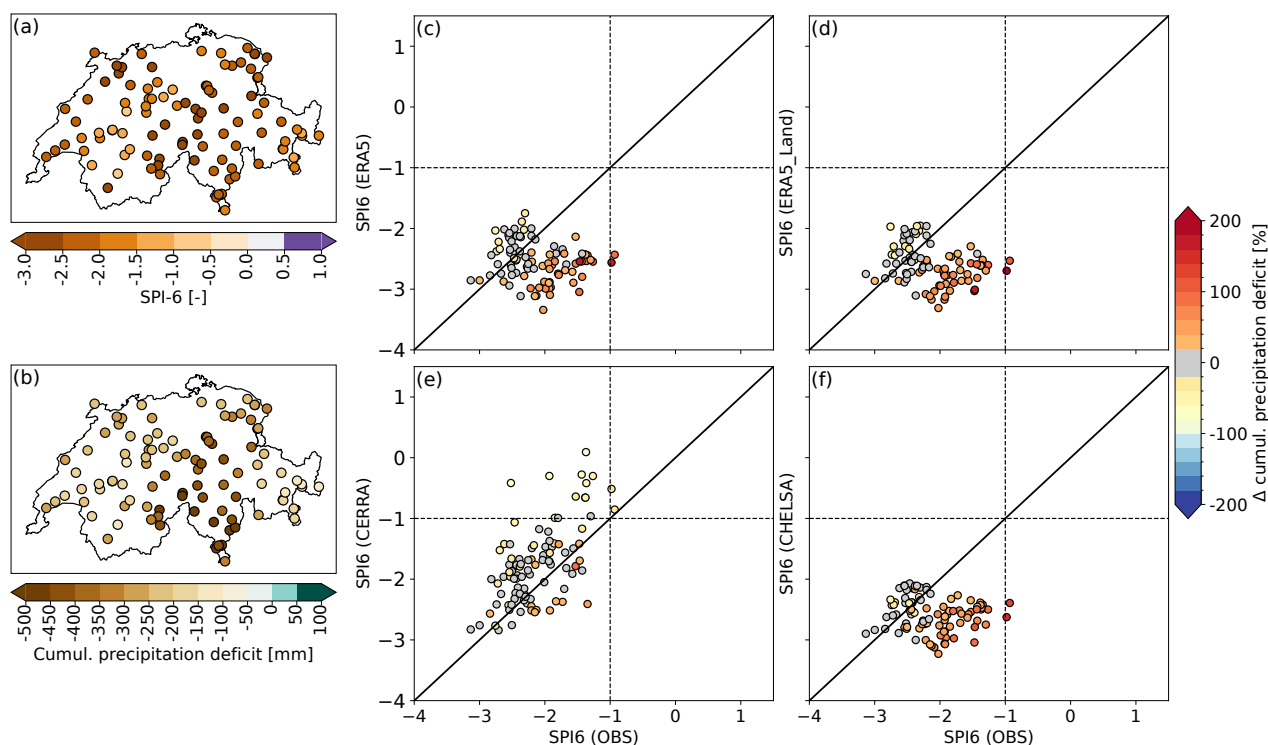 (a)
-3.0 -2.5 -2.0 -1.5 -1.0 -0.5 0.0 0.5 1.0
SPI-6 [-]
(b)
-500 -450 -400 -350 -300 -250 -200 -150 -100 -50 0 50 100
Cumul. precipitation deficit [mm]
(c)
1
0
−1
−2
−3
−4
SPI6 (ERA5)
(d)
SPI6 (ERA5_Land)
(e)
1
0
−1
−2
−3
−4
SPI6 (CERRA)
−4 −3 −2 −1 0 1
SPI6 (OBS)
(f)
SPI6 (CHELSA)
−4 −3 −2 −1 0 1
SPI6 (OBS)
200
100
0
-100
-200
Δ cumul. precipitation deficit [%]